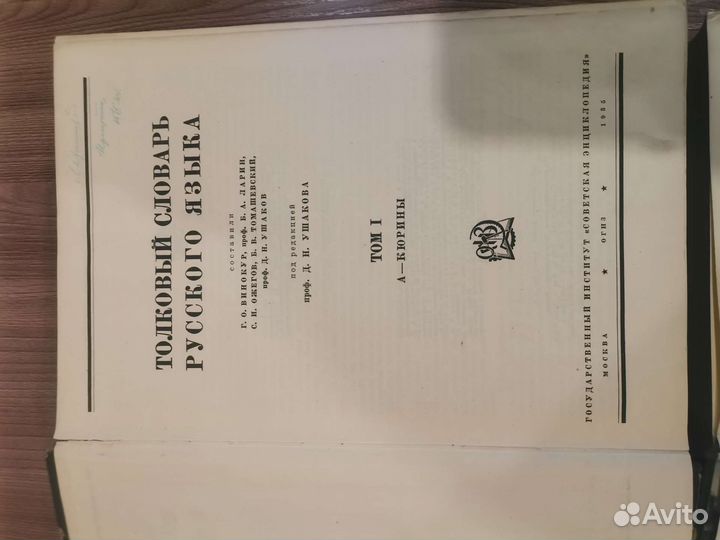 ТОЛКОВЫЙ СЛОВАРЬ
РУССКОГО ЯЗЫКА
составили
Г. О. ВИНОКУР, проф. Б. А. ЛАРИН,
С. И. ОЖЕГОВ, Б. В. ТОМАШЕВСКИЙ,
проф. Д. Н. УШАКОВ
под редакцией
проф. Д. Н. УШАКОВА
ТОМ I
А—КЮРИНЫ
ОГИЗ
ГОСУДАРСТВЕННЫЙ ИНСТИТУТ «СОВЕТСКАЯ ЭНЦИКЛОПЕДИЯ»
МОСКВА ★ ОГИЗ ★ 1935
Avito